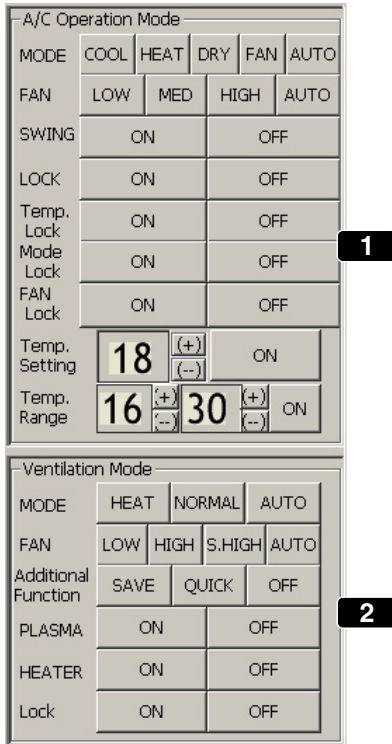 A/C Operation Mode
MODE COOL HEAT DRY FAN AUTO
FAN LOW MED HIGH AUTO
SWING ON OFF
LOCK ON OFF
Temp. Lock ON OFF
Mode Lock ON OFF
FAN Lock ON OFF
1
Temp. Setting 18 (+) (--) ON
Temp. Range 16 (+) (--) 30 (+) (--) ON
Ventilation Mode
MODE HEAT NORMAL AUTO
FAN LOW HIGH S.HIGH AUTO
Additional Function SAVE QUICK OFF
2
PLASMA ON OFF
HEATER ON OFF
Lock ON OFF